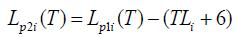 L_{p2i}(T) = L_{p1i}(T) − (TL_i + 6)